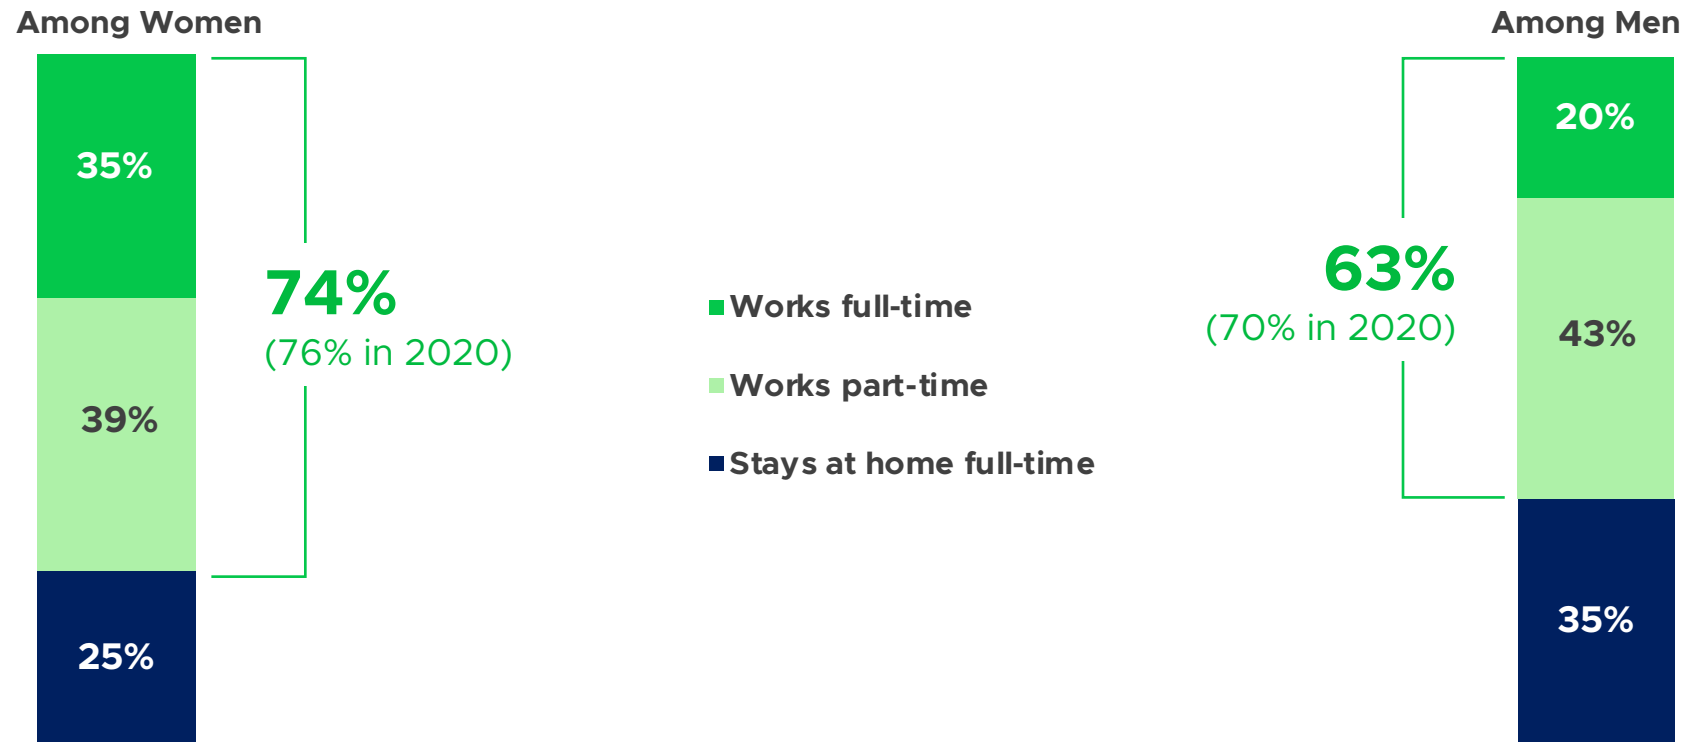 Among Women
35%
39%
25%
74%
(76% in 2020)
Works full-time
Works part-time
Stays at home full-time
Among Men
63%
(70% in 2020)
20%
43%
35%